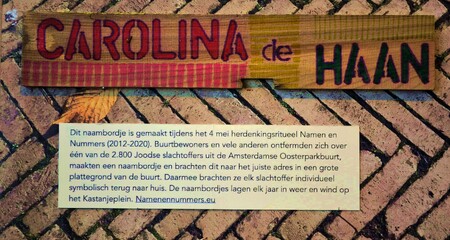 CAROLINA de HAAN
Dit naambordje is gemaakt tijdens het 4 mei herdenkingsritueel Namen en
Nummers (2012-2020). Buurtbewoners en vele anderen ontfermden zich over
één van de 2.800 Joodse slachtoffers uit de Amsterdamse Oosterparkbuurt,
maakten een naambordje en brachten dit naar het juiste adres in een grote
plattegrond van de buurt. Daarmee brachten ze elk slachtoffer individueel
symbolisch terug naar huis. De naambordjes lagen elk jaar in weer en wind op
het Kastanjeplein. Namenennummers.eu